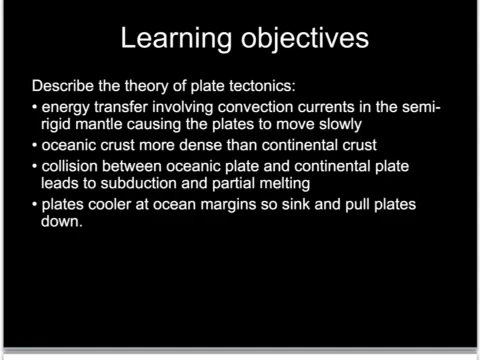 Learning objectives
Describe the theory of plate tectonics:
• energy transfer involving convection currents in the semi-
rigid mantle causing the plates to move slowly
• oceanic crust more dense than continental crust
• collision between oceanic plate and continental plate
leads to subduction and partial melting
• plates cooler at ocean margins so sink and pull plates
down.